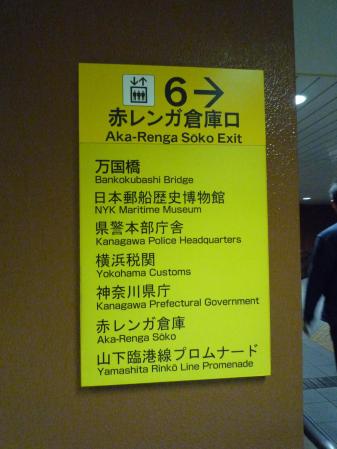 6→
赤レンガ倉庫口
Aka-Renga Sōko Exit
万国橋
Bankokubashi Bridge
日本郵船歴史博物館
NYK Maritime Museum
県警本部庁舎
Kanagawa Police Headquarters
横浜税関
Yokohama Customs
神奈川県庁
Kanagawa Prefectural Government
赤レンガ倉庫
Aka-Renga Sōko
山下臨港線プロムナード
Yamashita Rinkō Line Promenade